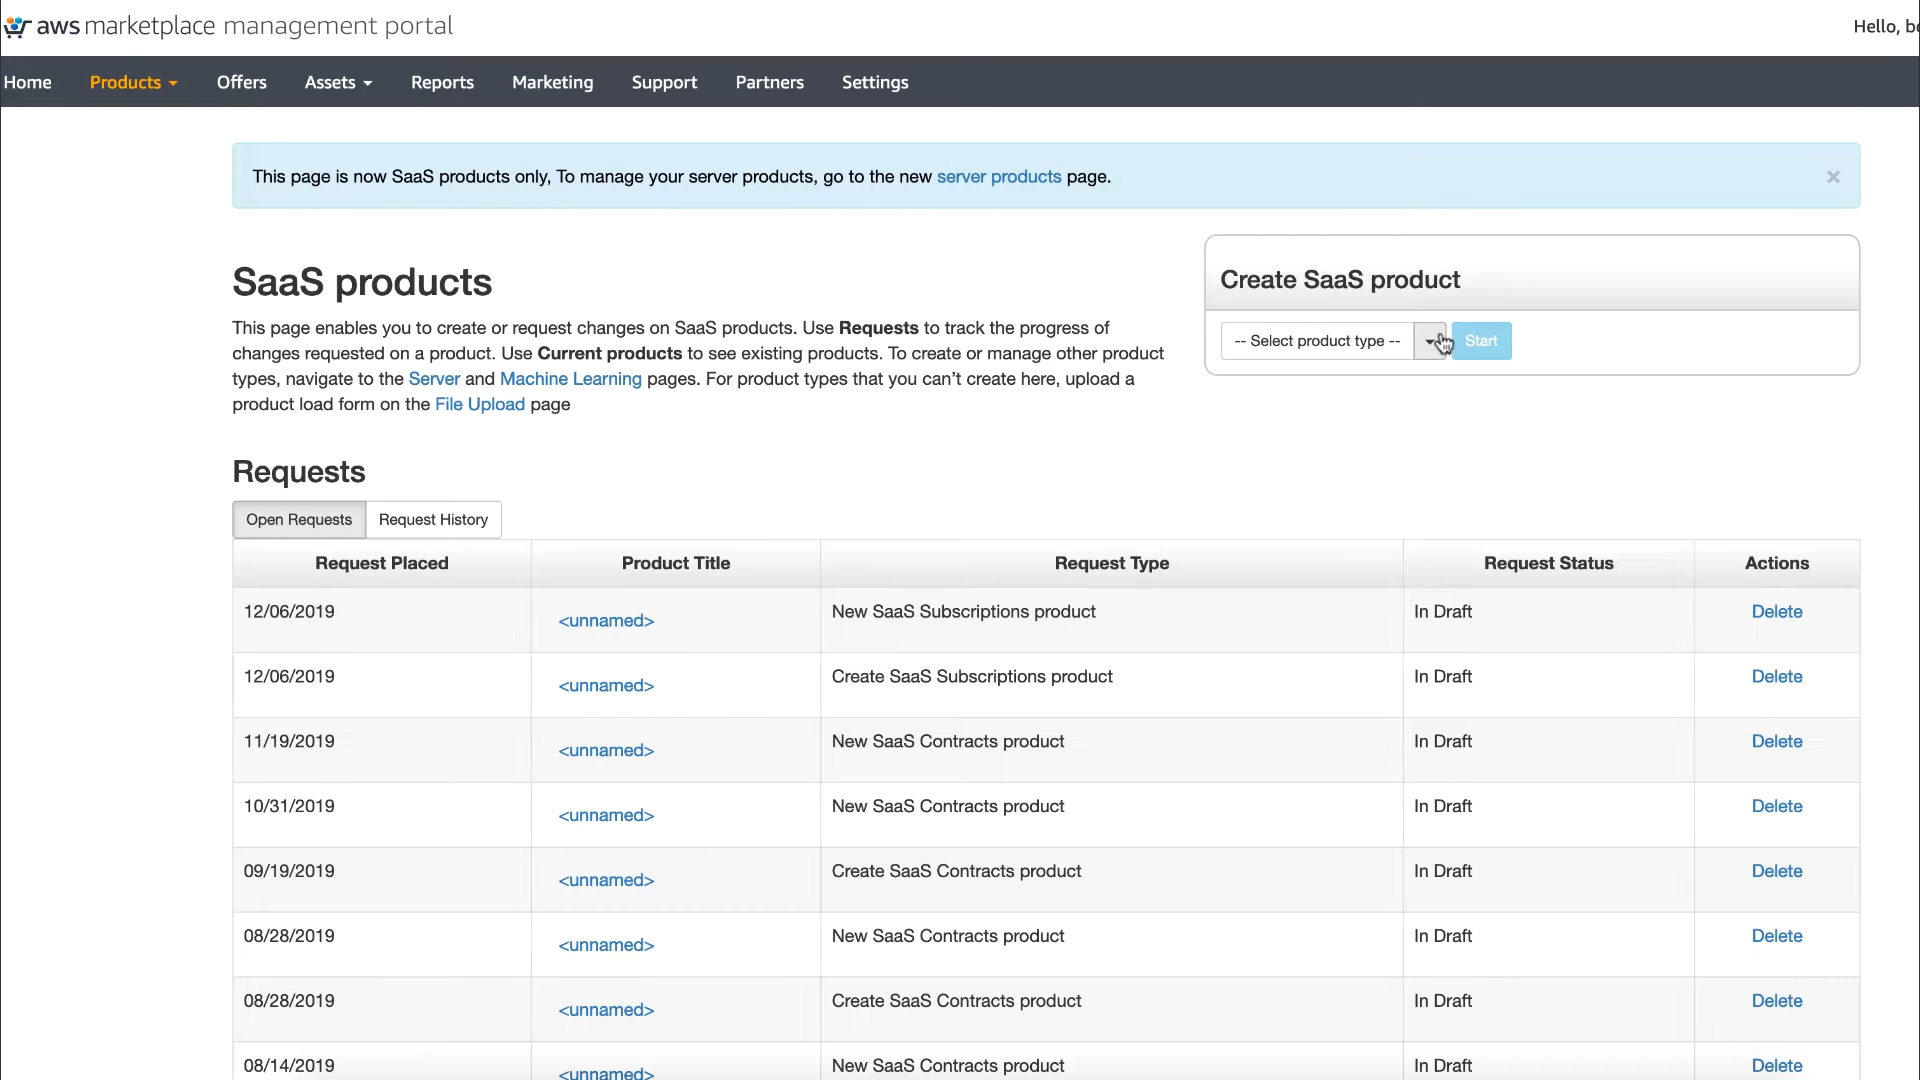 aws marketplace management portal
Hello, bo
Home Products Offers Assets Reports Marketing Support Partners Settings
This page is now SaaS products only, To manage your server products, go to the new server products page. ×
SaaS products
This page enables you to create or request changes on SaaS products. Use Requests to track the progress of
changes requested on a product. Use Current products to see existing products. To create or manage other product
types, navigate to the Server and Machine Learning pages. For product types that you can’t create here, upload a
product load form on the File Upload page
Create SaaS product
-- Select product type -- Start
Requests
Open Requests Request History
Request Placed Product Title Request Type Request Status Actions
12/06/2019 <unnamed> New SaaS Subscriptions product In Draft Delete
12/06/2019 <unnamed> Create SaaS Subscriptions product In Draft Delete
11/19/2019 <unnamed> New SaaS Contracts product In Draft Delete
10/31/2019 <unnamed> New SaaS Contracts product In Draft Delete
09/19/2019 <unnamed> Create SaaS Contracts product In Draft Delete
08/28/2019 <unnamed> New SaaS Contracts product In Draft Delete
08/28/2019 <unnamed> Create SaaS Contracts product In Draft Delete
08/14/2019 <unnamed> New SaaS Contracts product In Draft Delete